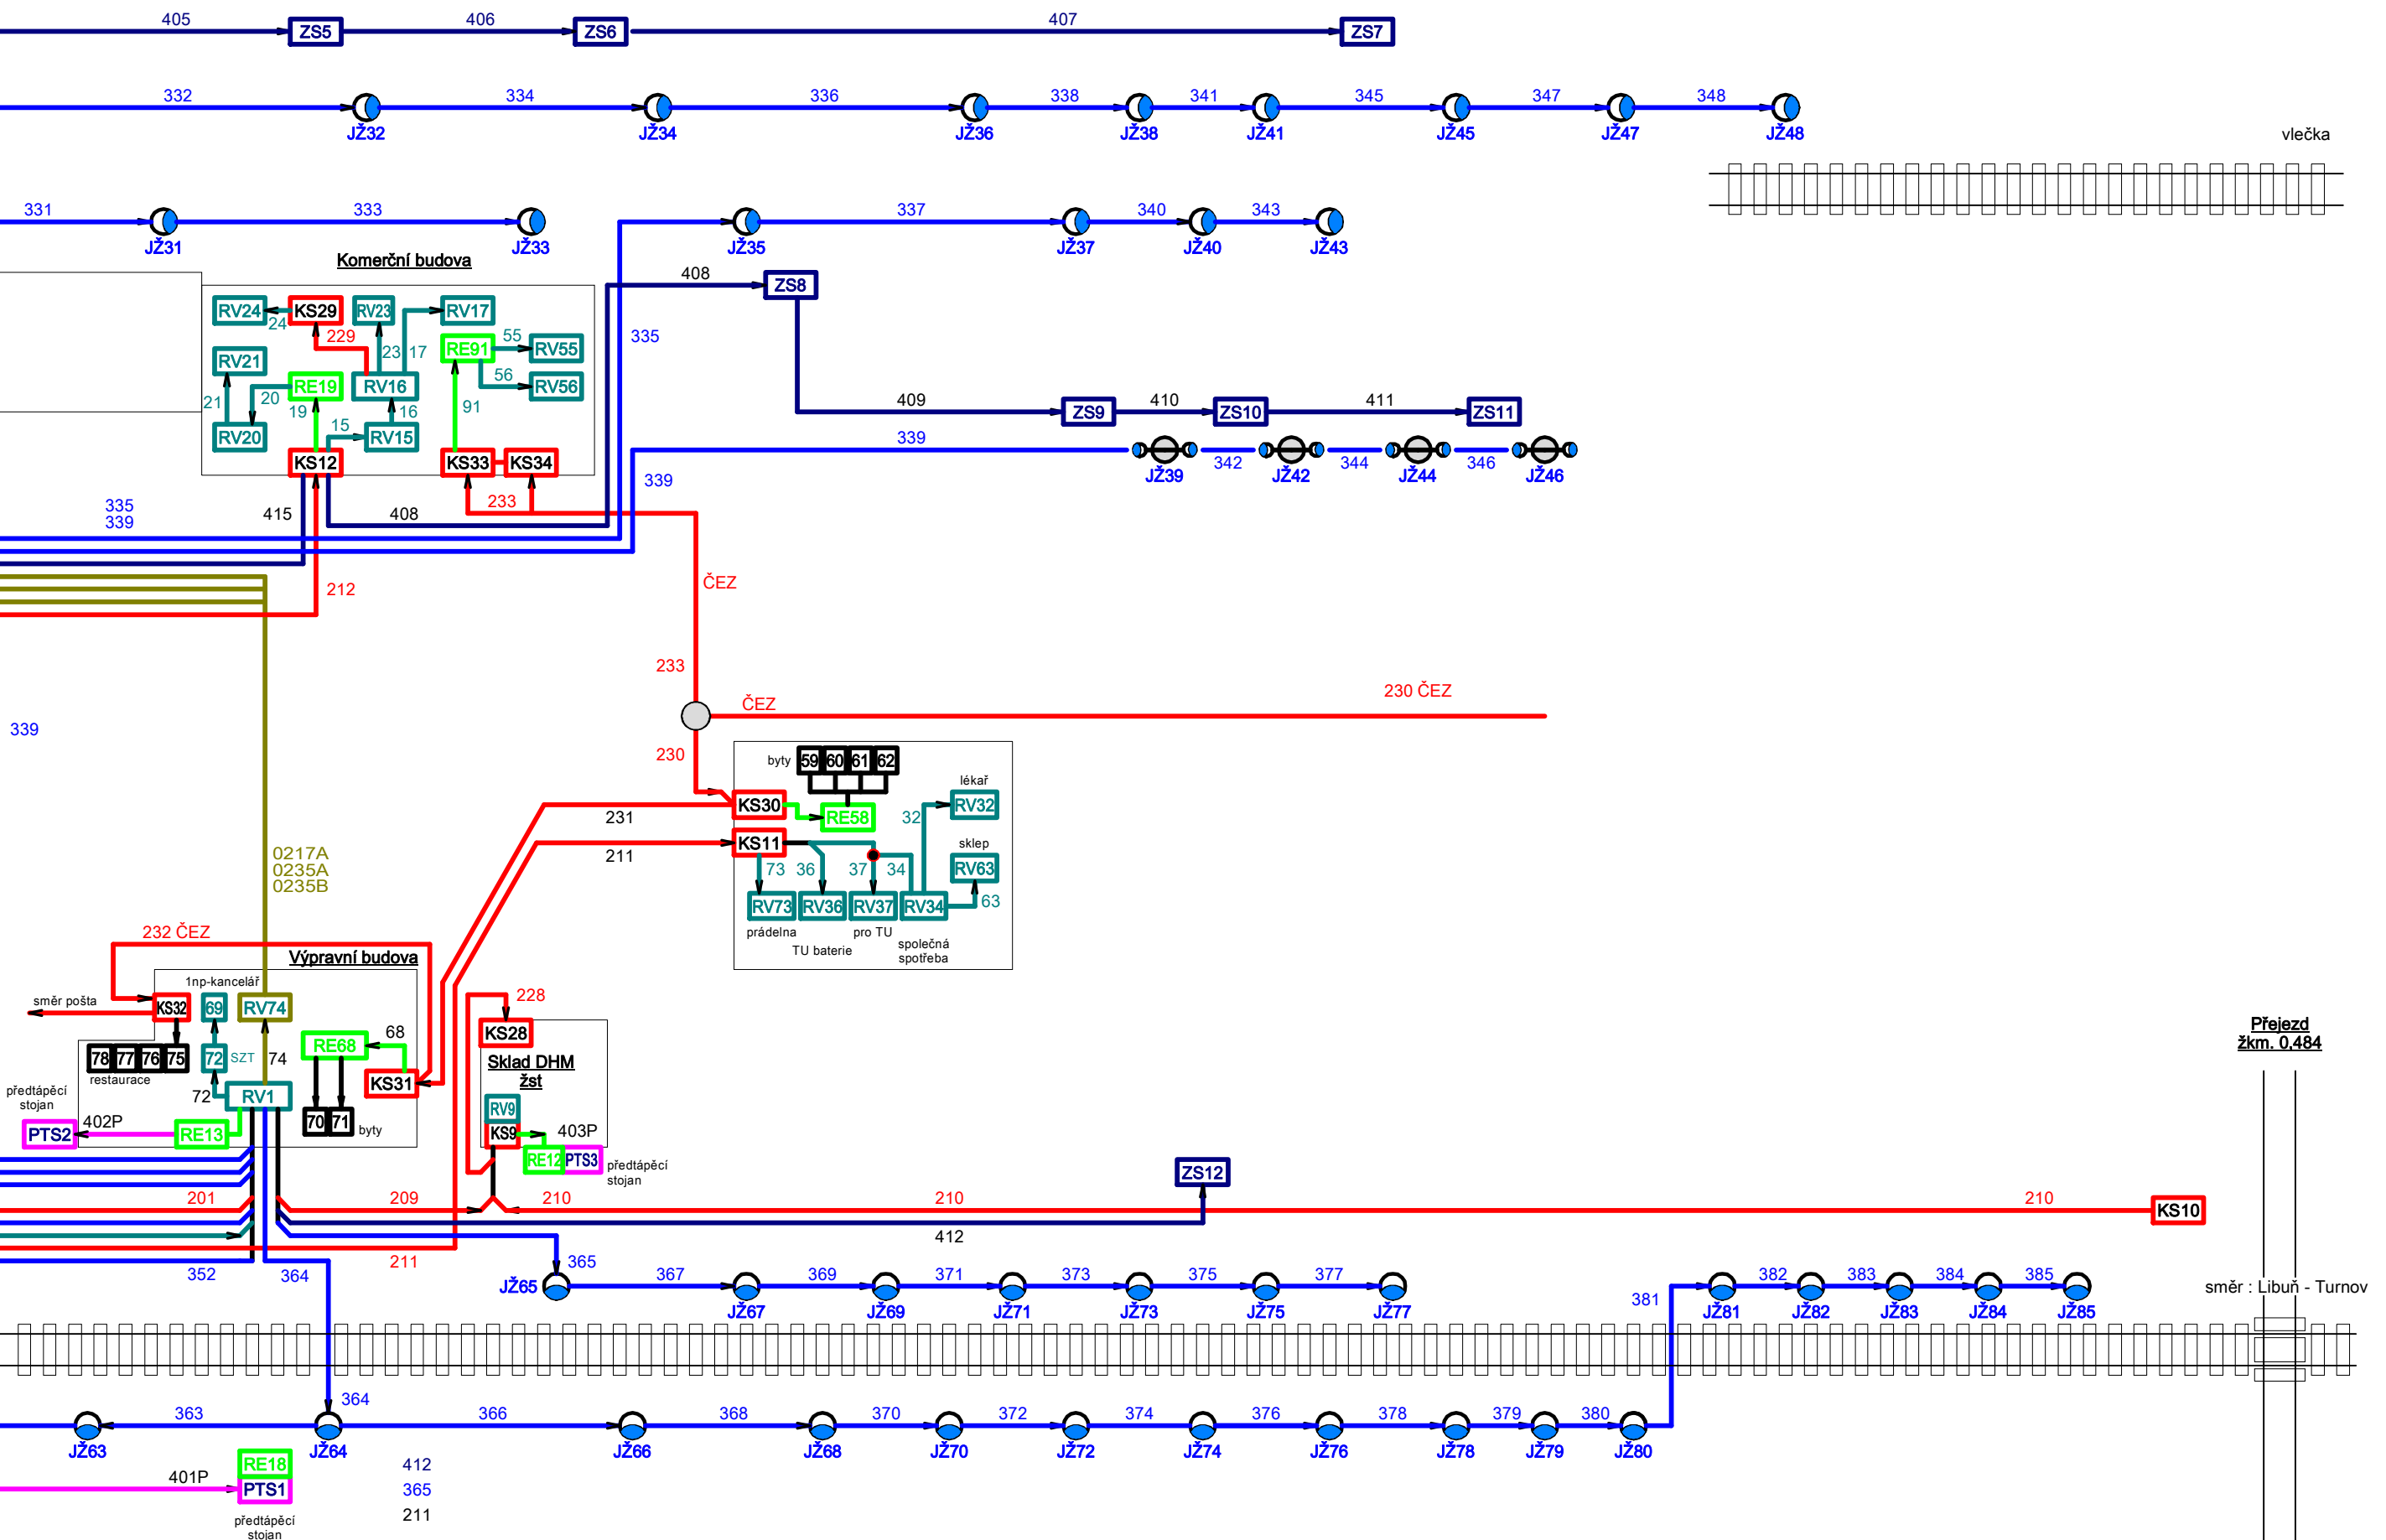 405
406
407
ZS5
ZS6
ZS7
332
334
336
338
341
345
347
348
JŽ32
JŽ34
JŽ36
JŽ38
JŽ41
JŽ45
JŽ47
JŽ48
vlečka
331
333
337
340
343
JŽ31
JŽ33
JŽ35
JŽ37
JŽ40
JŽ43
Komerční budova
408
ZS8
RV24
KS29
RV23
RV17
24
229
23
17
335
55
RE91
RV55
RV21
56
RE19
RV16
RV56
21
20
19
16
91
409
ZS9
410
ZS10
411
ZS11
15
RV20
RV15
339
KS12
KS33
KS34
JŽ39
342
JŽ42
344
JŽ44
346
JŽ46
339
335
339
415
408
233
212
ČEZ
233
230 ČEZ
ČEZ
339
230
byty
59
60
61
62
lékař
KS30
RE58
32
RV32
231
KS11
sklep
211
73
36
37
34
RV63
0217A
0235A
0235B
RV73
RV36
RV37
RV34
63
prádelna
pro TU
společná
spotřeba
TU baterie
232 ČEZ
Výpravní budova
1np-kancelář
směr pošta
KS32
69
RV74
228
KS28
68
RE68
78
77
76
75
72
SZT
74
restaurace
Sklad DHM
žst
KS31
předtápěcí
stojan
72
RV1
RV9
402P
70
71
byty
PTS2
RE13
KS9
403P
RE12
PTS3
předtápěcí
stojan
ZS12
Přejezd
žkm. 0,484
201
209
210
210
210
KS10
412
211
352
364
365
JŽ65
367
369
371
373
375
377
JŽ67
JŽ69
JŽ71
JŽ73
JŽ75
JŽ77
381
382
383
384
385
JŽ81
JŽ82
JŽ83
JŽ84
JŽ85
směr : Libuň - Turnov
364
363
366
368
370
372
374
376
378
379
380
JŽ63
JŽ64
JŽ66
JŽ68
JŽ70
JŽ72
JŽ74
JŽ76
JŽ78
JŽ79
JŽ80
RE18
401P
PTS1
412
365
211
předtápěcí
stojan